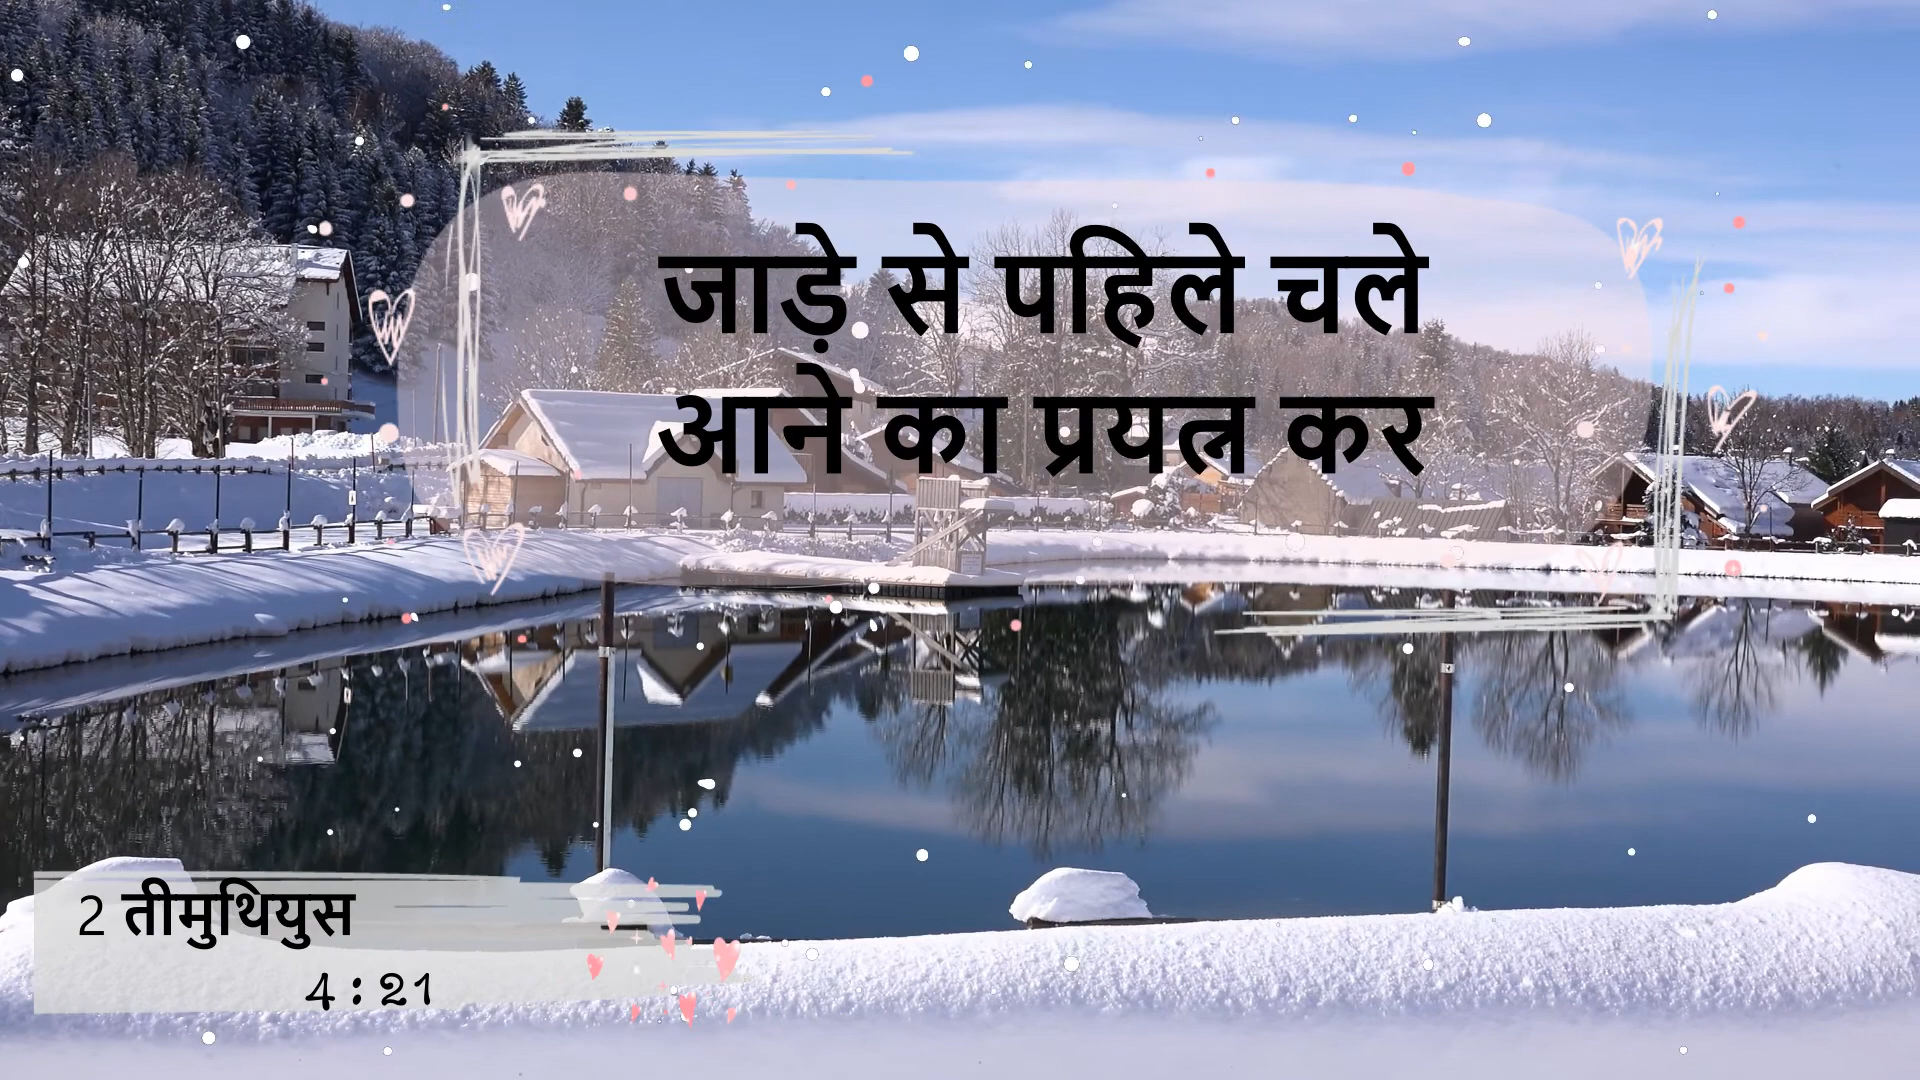 जाड़े से पहिले चले
आने का प्रयत्न कर
2 तीमुथियुस
4:21